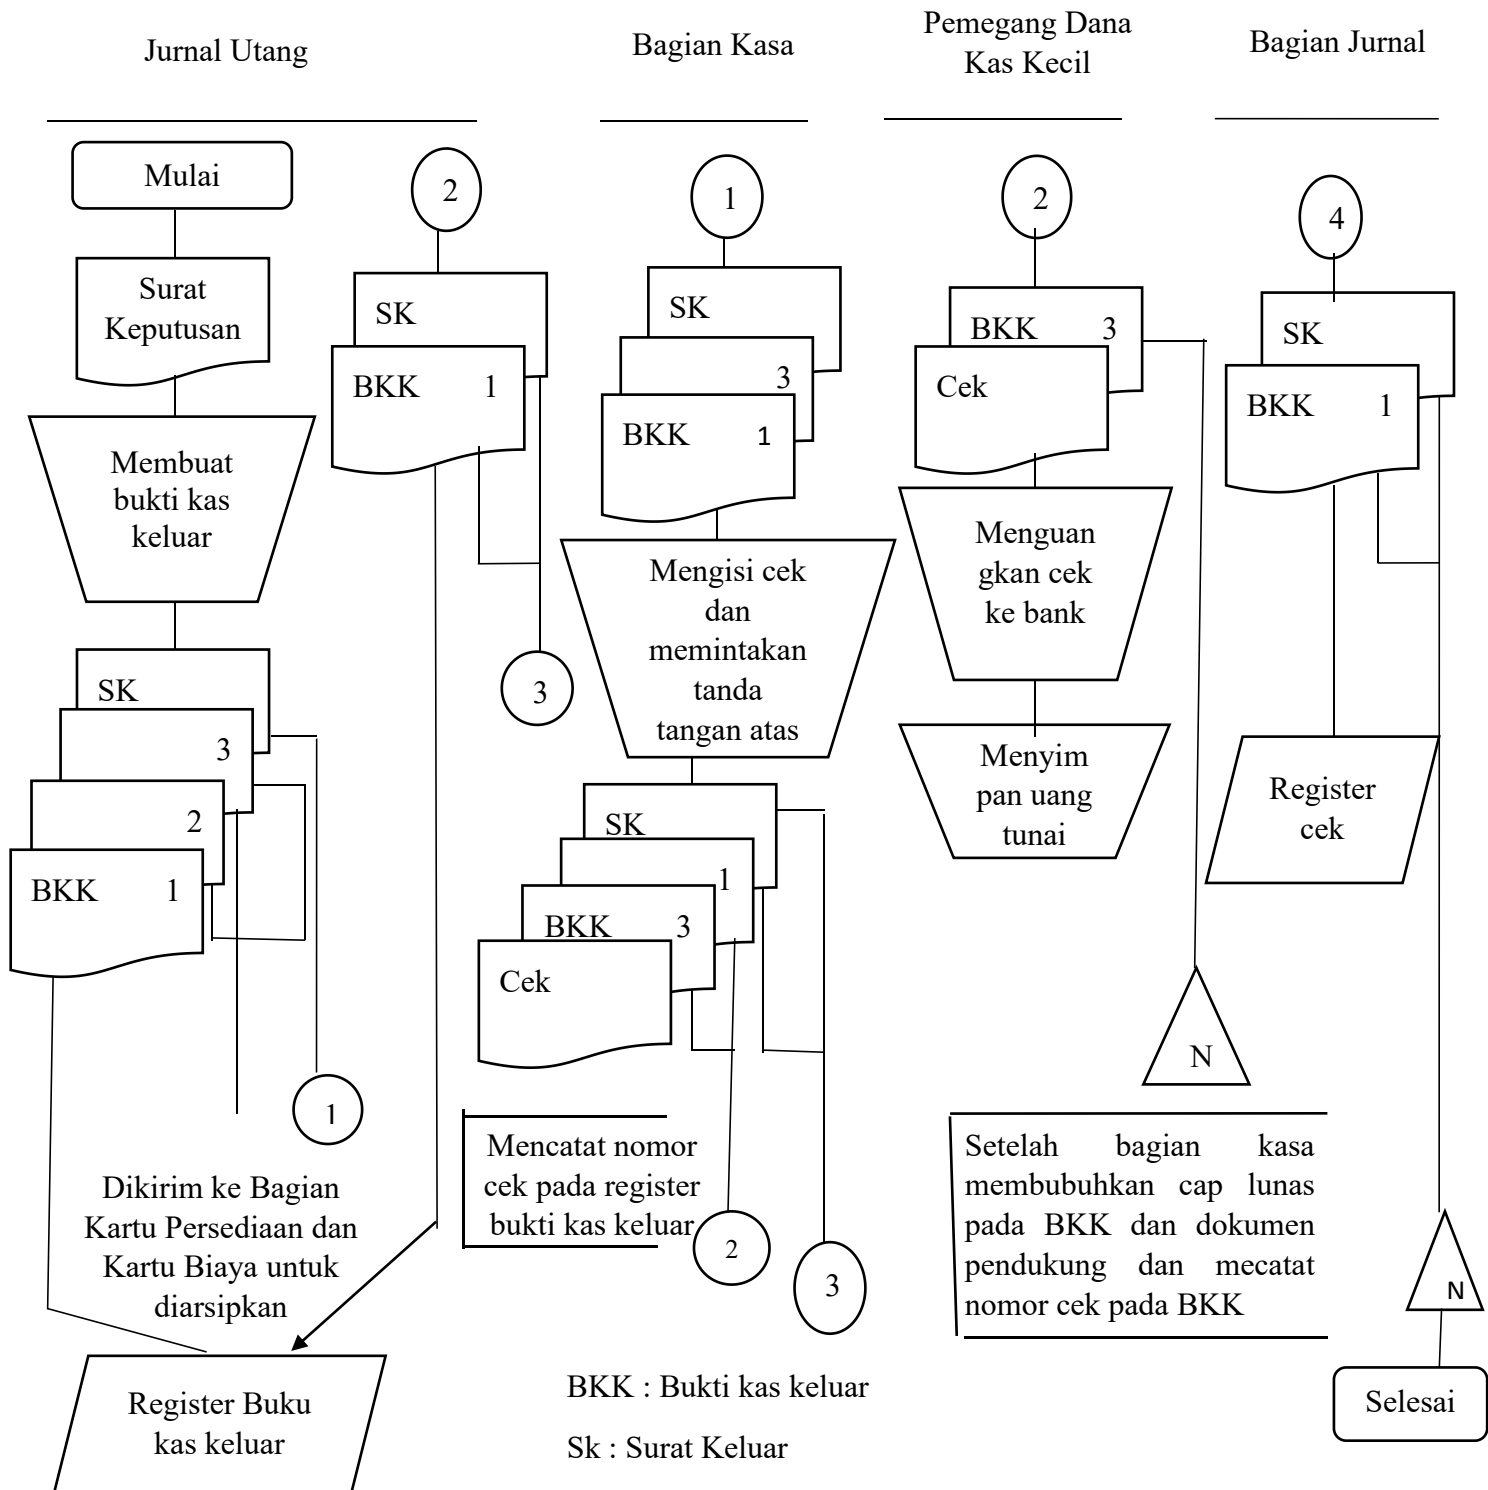 Jurnal Utang
Mulai
Surat
Keputusan
Membuat
bukti kas
keluar
SK
3
2
BKK 1
1
Dikirim ke Bagian
Kartu Persediaan dan
Kartu Biaya untuk
diarsipkan
Register Buku
kas keluar
2
SK
BKK 1
3
Bagian Kasa
1
SK
3
BKK 1
Mengisi cek
dan
memintakan
tanda
tangan atas
SK
1
BKK 3
Cek
Mencatat nomor
cek pada register
bukti kas keluar
2
3
BKK : Bukti kas keluar
Sk : Surat Keluar
Pemegang Dana
Kas Kecil
2
BKK 3
Cek
Menguan
gkan cek
ke bank
Menyim
pan uang
tunai
N
Setelah bagian kasa
membubuhkan cap lunas
pada BKK dan dokumen
pendukung dan mecatat
nomor cek pada BKK
Bagian Jurnal
4
SK
BKK 1
Register
cek
N
Selesai